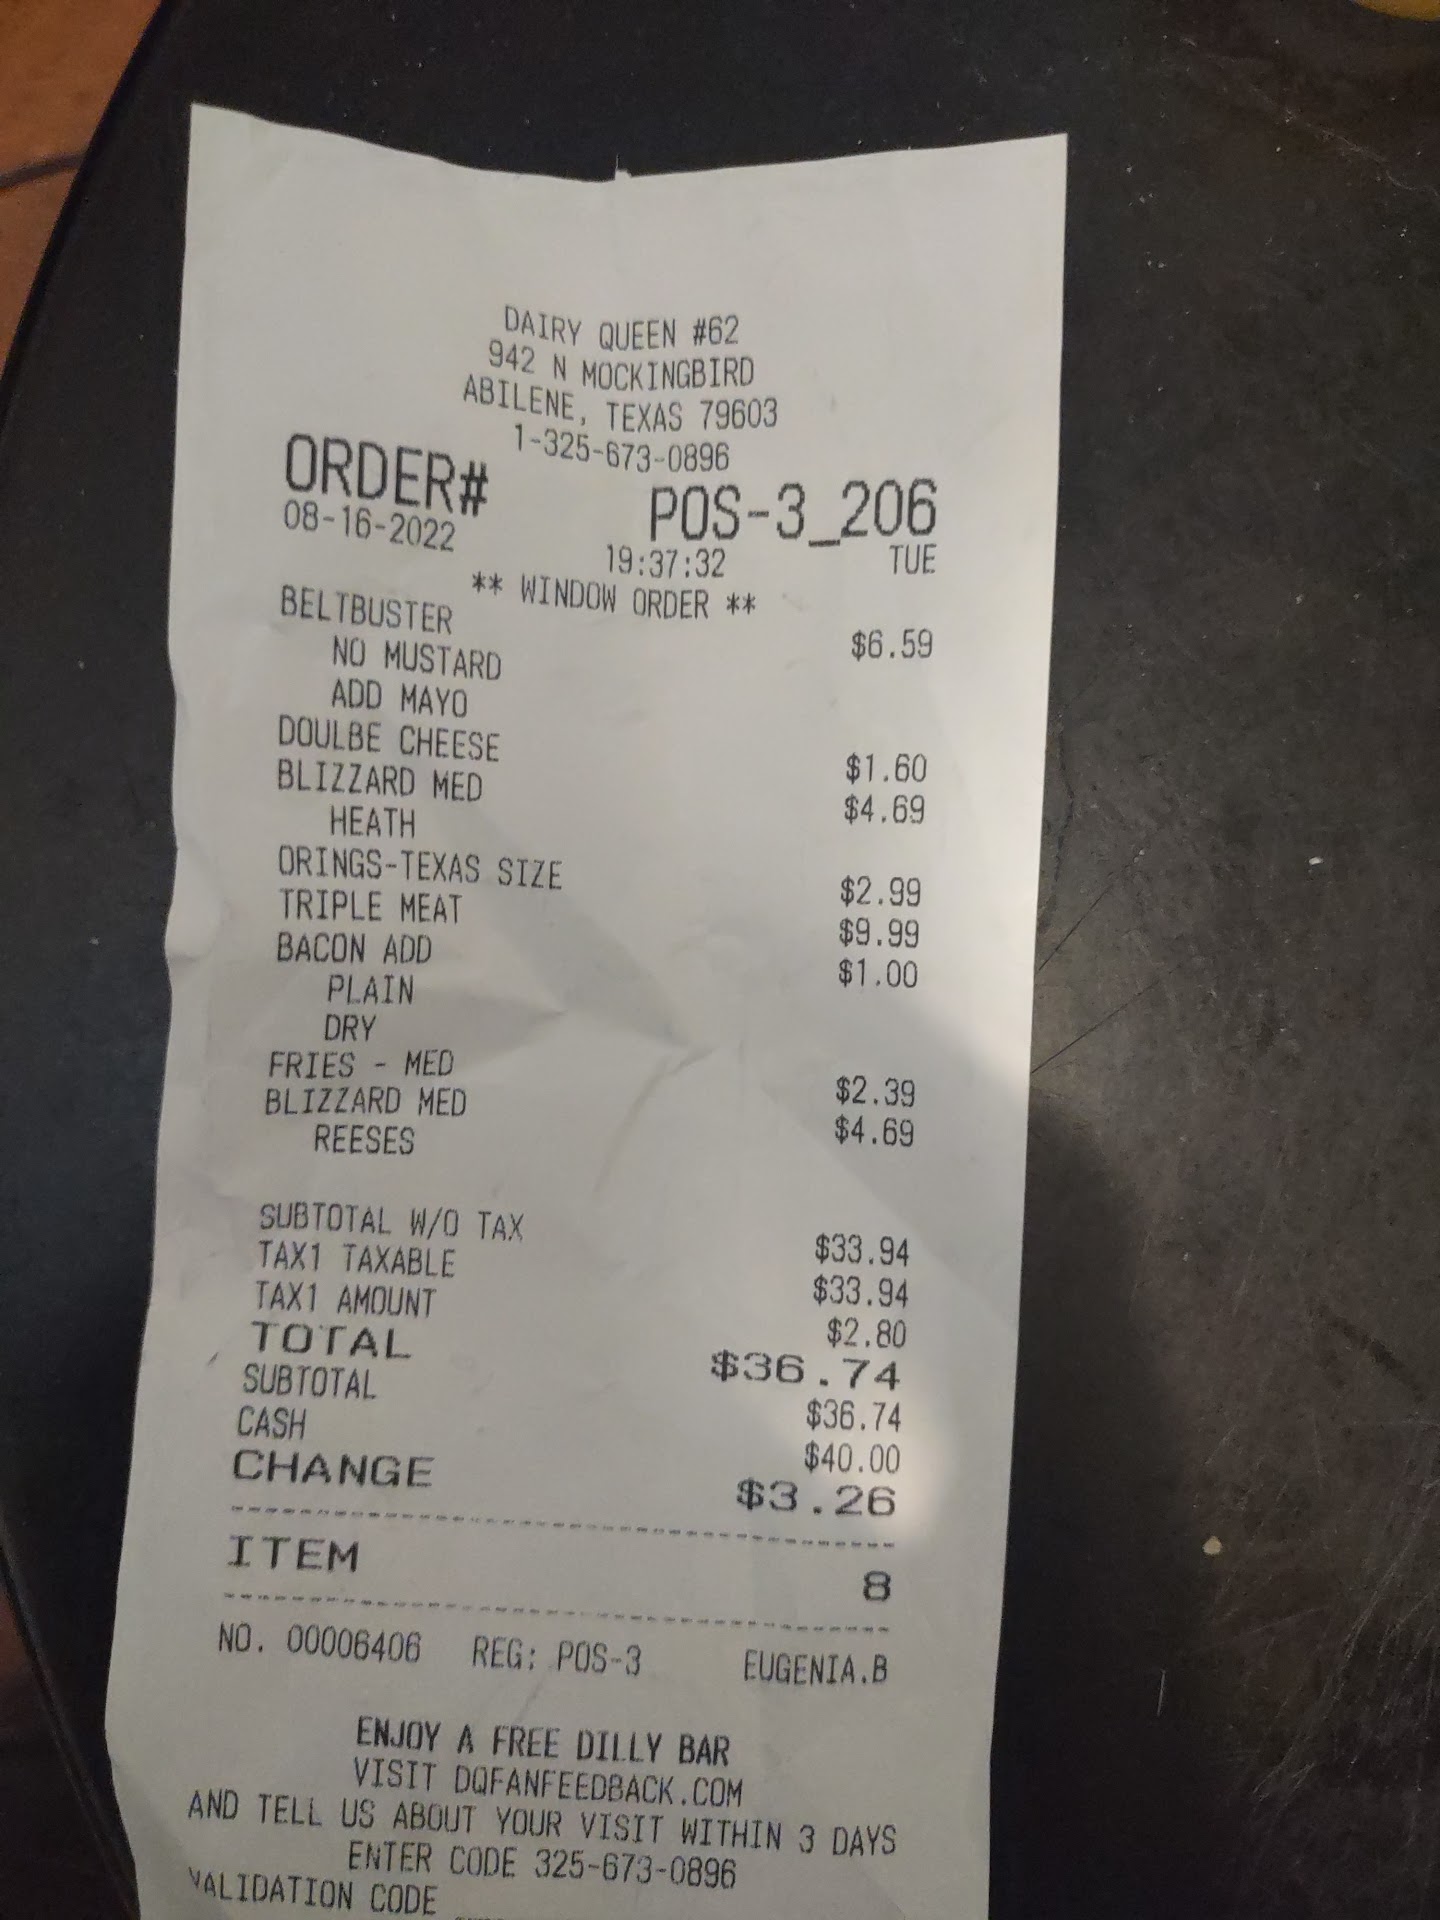 DAIRY QUEEN #62
942 N MOCKINGBIRD
ABILENE, TEXAS 79603
1-325-673-0896
ORDER# POS-3_206
08-16-2022 19:37:32 TUE
** WINDOW ORDER **
BELTBUSTER $6.59
NO MUSTARD
ADD MAYO
DOULBE CHEESE $1.60
BLIZZARD MED $4.69
HEATH
ORINGS-TEXAS SIZE $2.99
TRIPLE MEAT $9.99
BACON ADD $1.00
PLAIN
DRY
FRIES - MED $2.39
BLIZZARD MED $4.69
REESES
SUBTOTAL W/O TAX $33.94
TAX1 TAXABLE $33.94
TAX1 AMOUNT $2.80
TOTAL $36.74
SUBTOTAL $36.74
CASH $40.00
CHANGE $3.26
ITEM 8
NO. 00006406 REG: POS-3 EUGENIA.B
ENJOY A FREE DILLY BAR
VISIT DQFANFEEDBACK.COM
AND TELL US ABOUT YOUR VISIT WITHIN 3 DAYS
ENTER CODE 325-673-0896
VALIDATION CODE